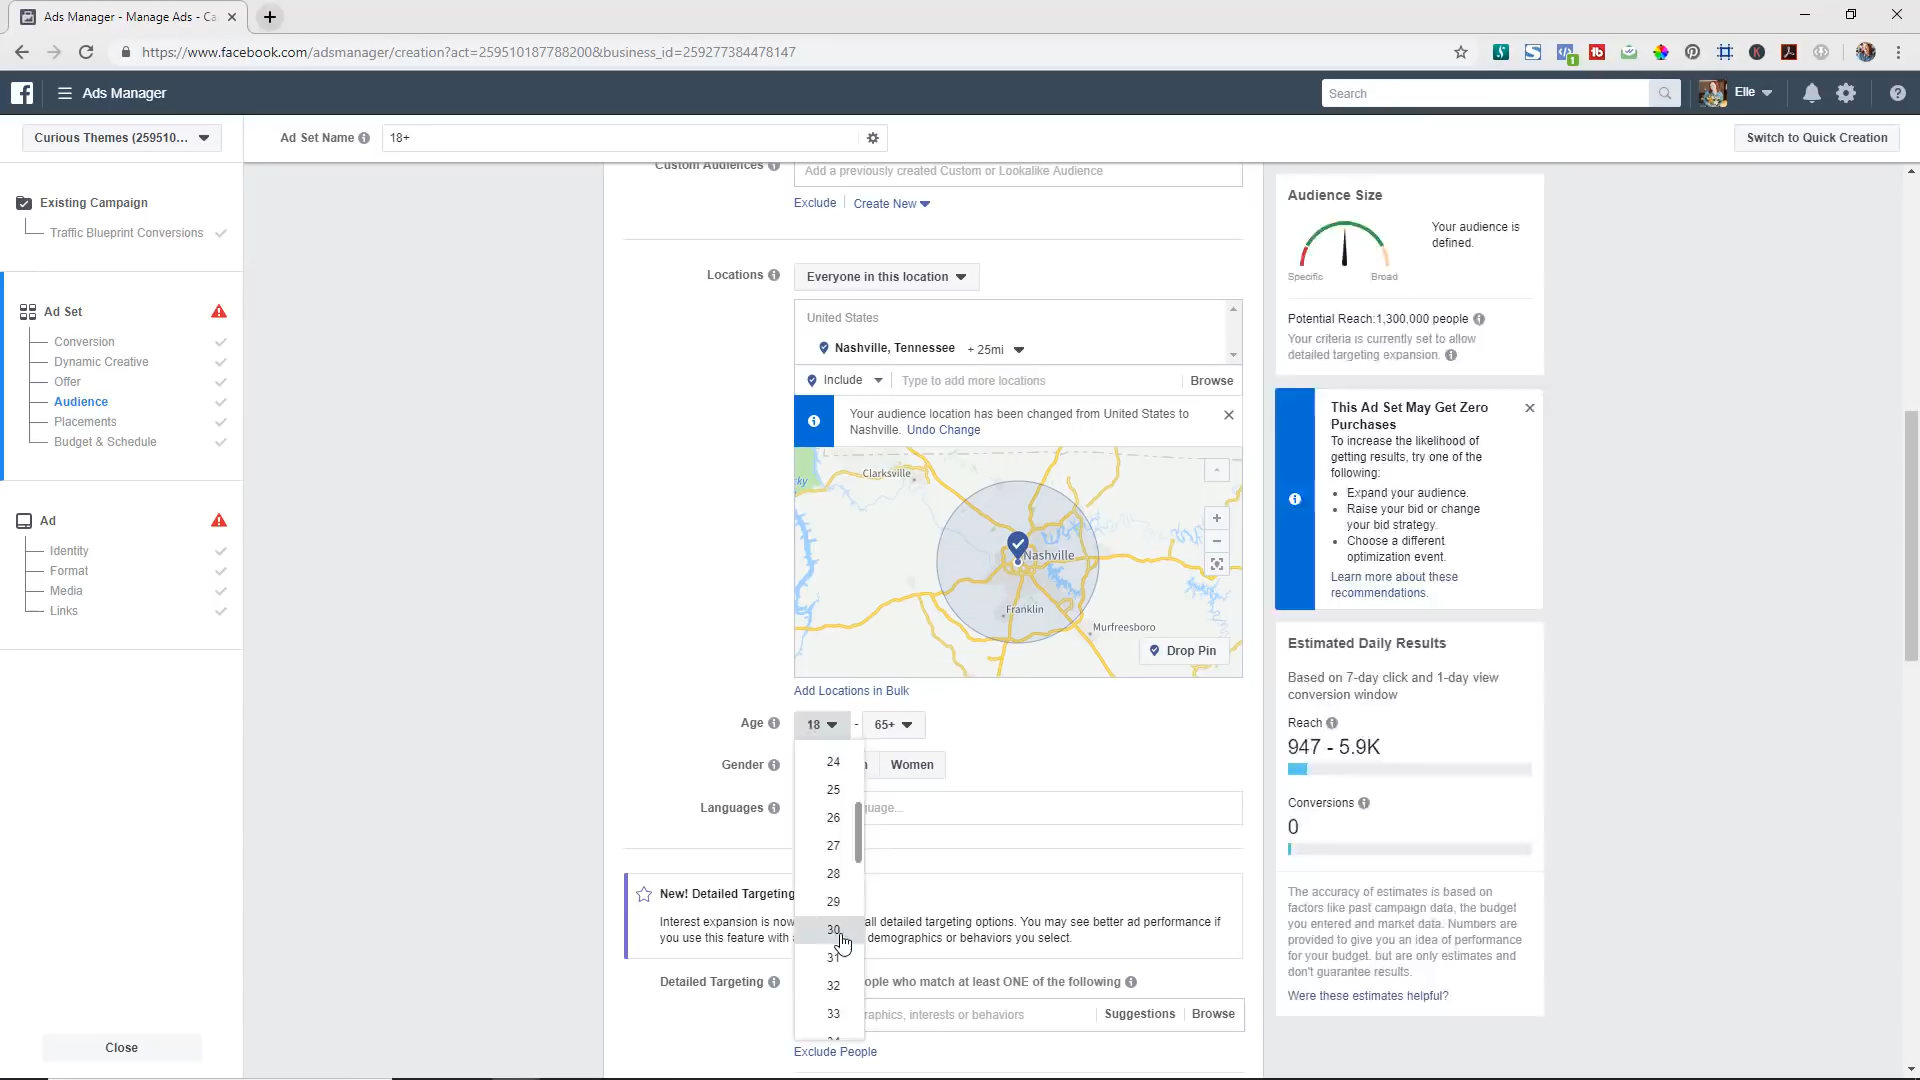 Ads Manager - Manage Ads - Ca
https://www.facebook.com/adsmanager/creation?act=259510187788200&business_id=259277384478147
Ads Manager
Search
Elle
Curious Themes (259510...
Ad Set Name
18+
Switch to Quick Creation
Existing Campaign
Traffic Blueprint Conversions
Ad Set
Conversion
Dynamic Creative
Offer
Audience
Placements
Budget & Schedule
Ad
Identity
Format
Media
Links
Close
Custom Audiences
Add a previously created Custom or Lookalike Audience
Exclude
Create New
Locations
Everyone in this location
United States
Nashville, Tennessee + 25mi
Include
Type to add more locations
Browse
Your audience location has been changed from United States to
Nashville. Undo Change
Clarksville
Nashville
Franklin
Murfreesboro
Drop Pin
Add Locations in Bulk
Age
18 - 65+
24
25
26
27
28
29
30
31
32
33
Gender
Women
Languages
uage...
New! Detailed Targeting
Interest expansion is now all detailed targeting options. You may see better ad performance if
you use this feature with demographics or behaviors you select.
Detailed Targeting
ople who match at least ONE of the following
raphics, interests or behaviors
Suggestions
Browse
Exclude People
Audience Size
Specific
Broad
Your audience is
defined.
Potential Reach:1,300,000 people
Your criteria is currently set to allow
detailed targeting expansion.
This Ad Set May Get Zero
Purchases
To increase the likelihood of
getting results, try one of the
following:
• Expand your audience.
• Raise your bid or change
your bid strategy.
• Choose a different
optimization event.
Learn more about these
recommendations.
Estimated Daily Results
Based on 7-day click and 1-day view
conversion window
Reach
947 - 5.9K
Conversions
0
The accuracy of estimates is based on
factors like past campaign data, the budget
you entered and market data. Numbers are
provided to give you an idea of performance
for your budget, but are only estimates and
don't guarantee results.
Were these estimates helpful?